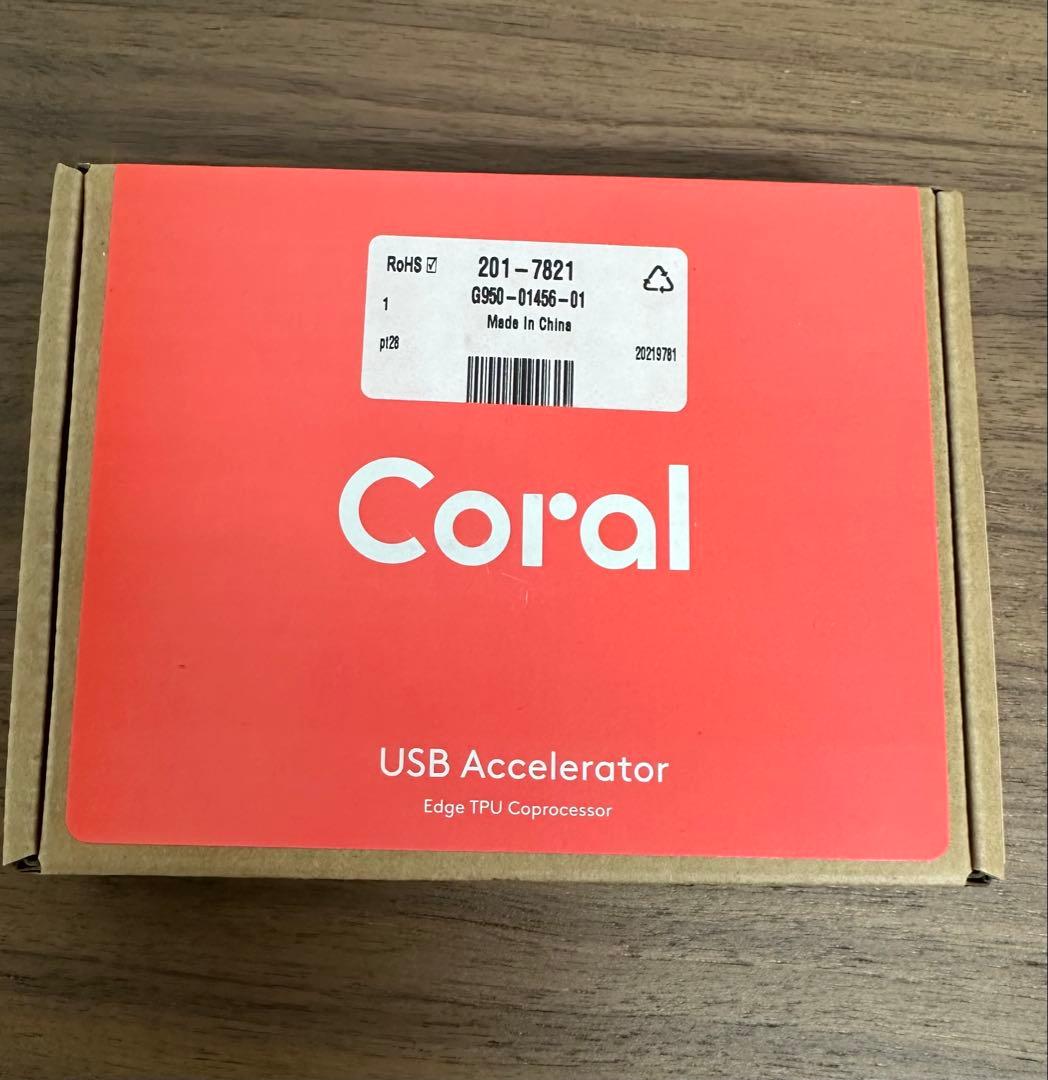 RoHS 201-7821
1 G950-01456-01
Made In China
pt28 20219781
Coral
USB Accelerator
Edge TPU Coprocessor